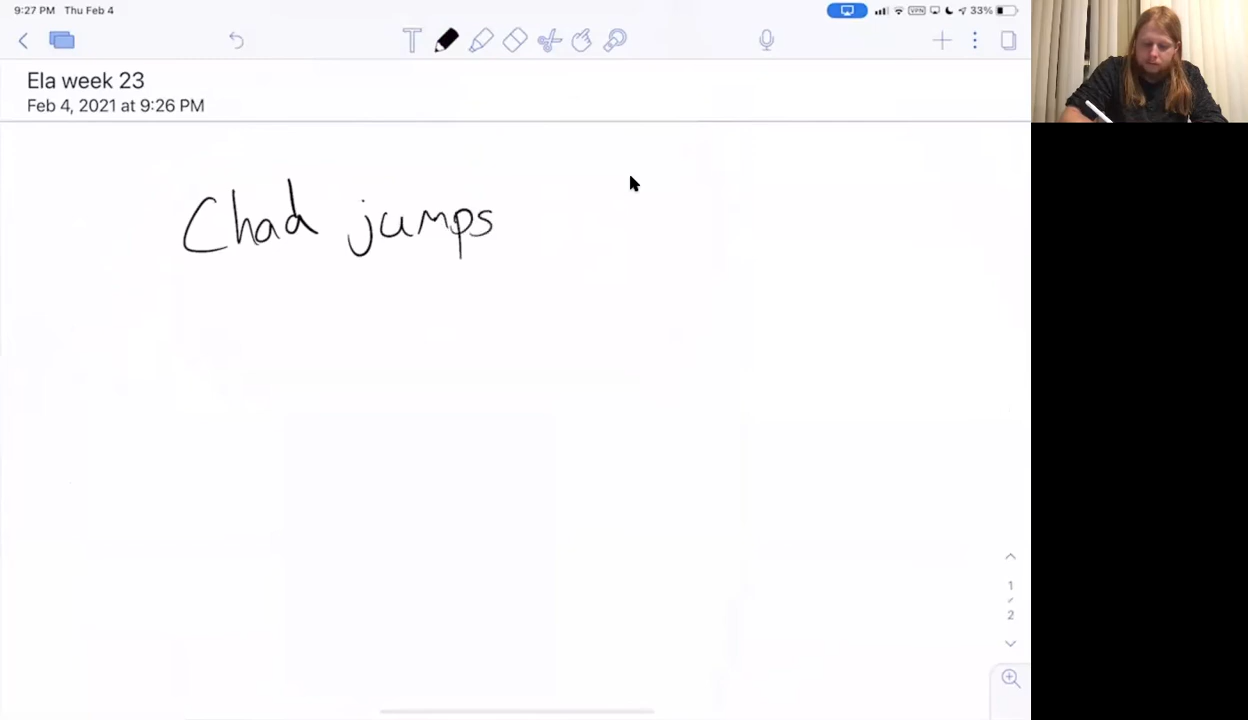 9:27 PM Thu Feb 4
VPN 33%
T
Ela week 23
Feb 4, 2021 at 9:26 PM
Chad jumps
1
2